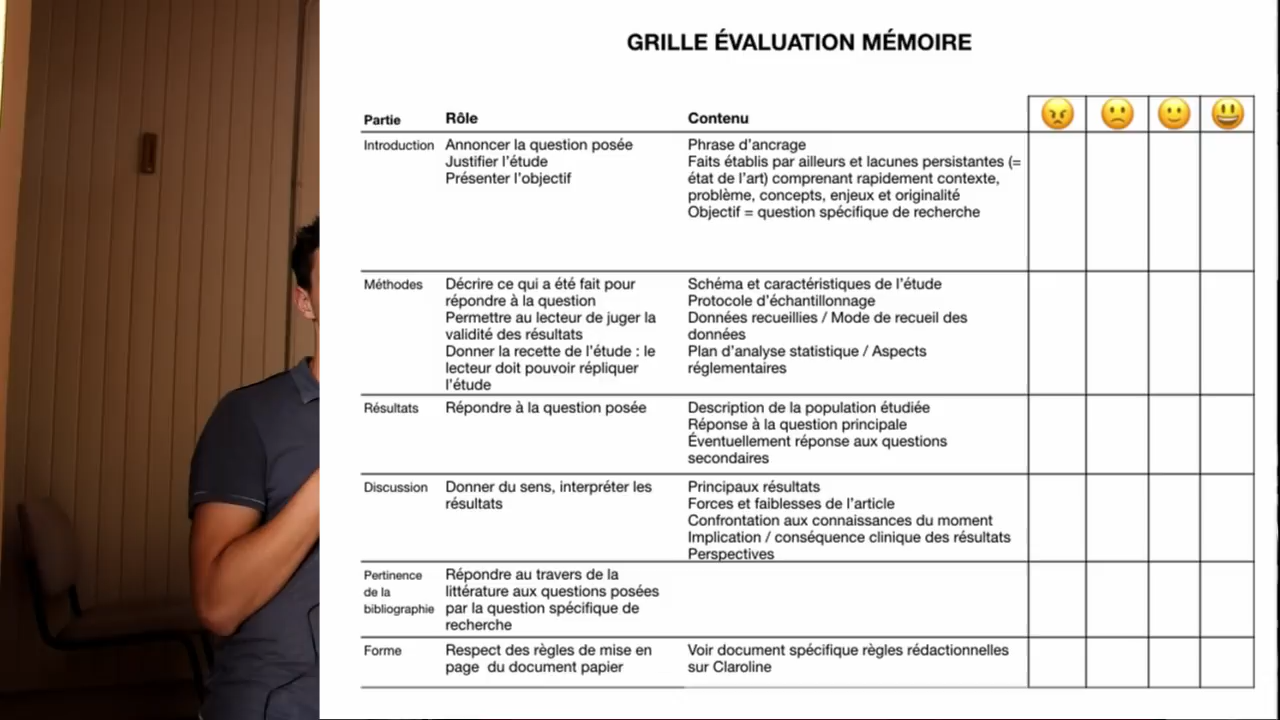 GRILLE ÉVALUATION MÉMOIRE
Partie Rôle Contenu
Introduction
Annoncer la question posée
Justifier l'étude
Présenter l'objectif
Phrase d'ancrage
Faits établis par ailleurs et lacunes persistantes (=
état de l'art) comprenant rapidement contexte,
problème, concepts, enjeux et originalité
Objectif = question spécifique de recherche
Méthodes
Décrire ce qui a été fait pour
répondre à la question
Permettre au lecteur de juger la
validité des résultats
Donner la recette de l'étude : le
lecteur doit pouvoir répliquer
l'étude
Schéma et caractéristiques de l'étude
Protocole d'échantillonnage
Données recueillies / Mode de recueil des
données
Plan d'analyse statistique / Aspects
réglementaires
Résultats
Répondre à la question posée
Description de la population étudiée
Réponse à la question principale
Éventuellement réponse aux questions
secondaires
Discussion
Donner du sens, interpréter les
résultats
Principaux résultats
Forces et faiblesses de l'article
Confrontation aux connaissances du moment
Implication / conséquence clinique des résultats
Perspectives
Pertinence
de la
bibliographie
Répondre au travers de la
littérature aux questions posées
par la question spécifique de
recherche
Forme
Respect des règles de mise en
page du document papier
Voir document spécifique règles rédactionnelles
sur Claroline